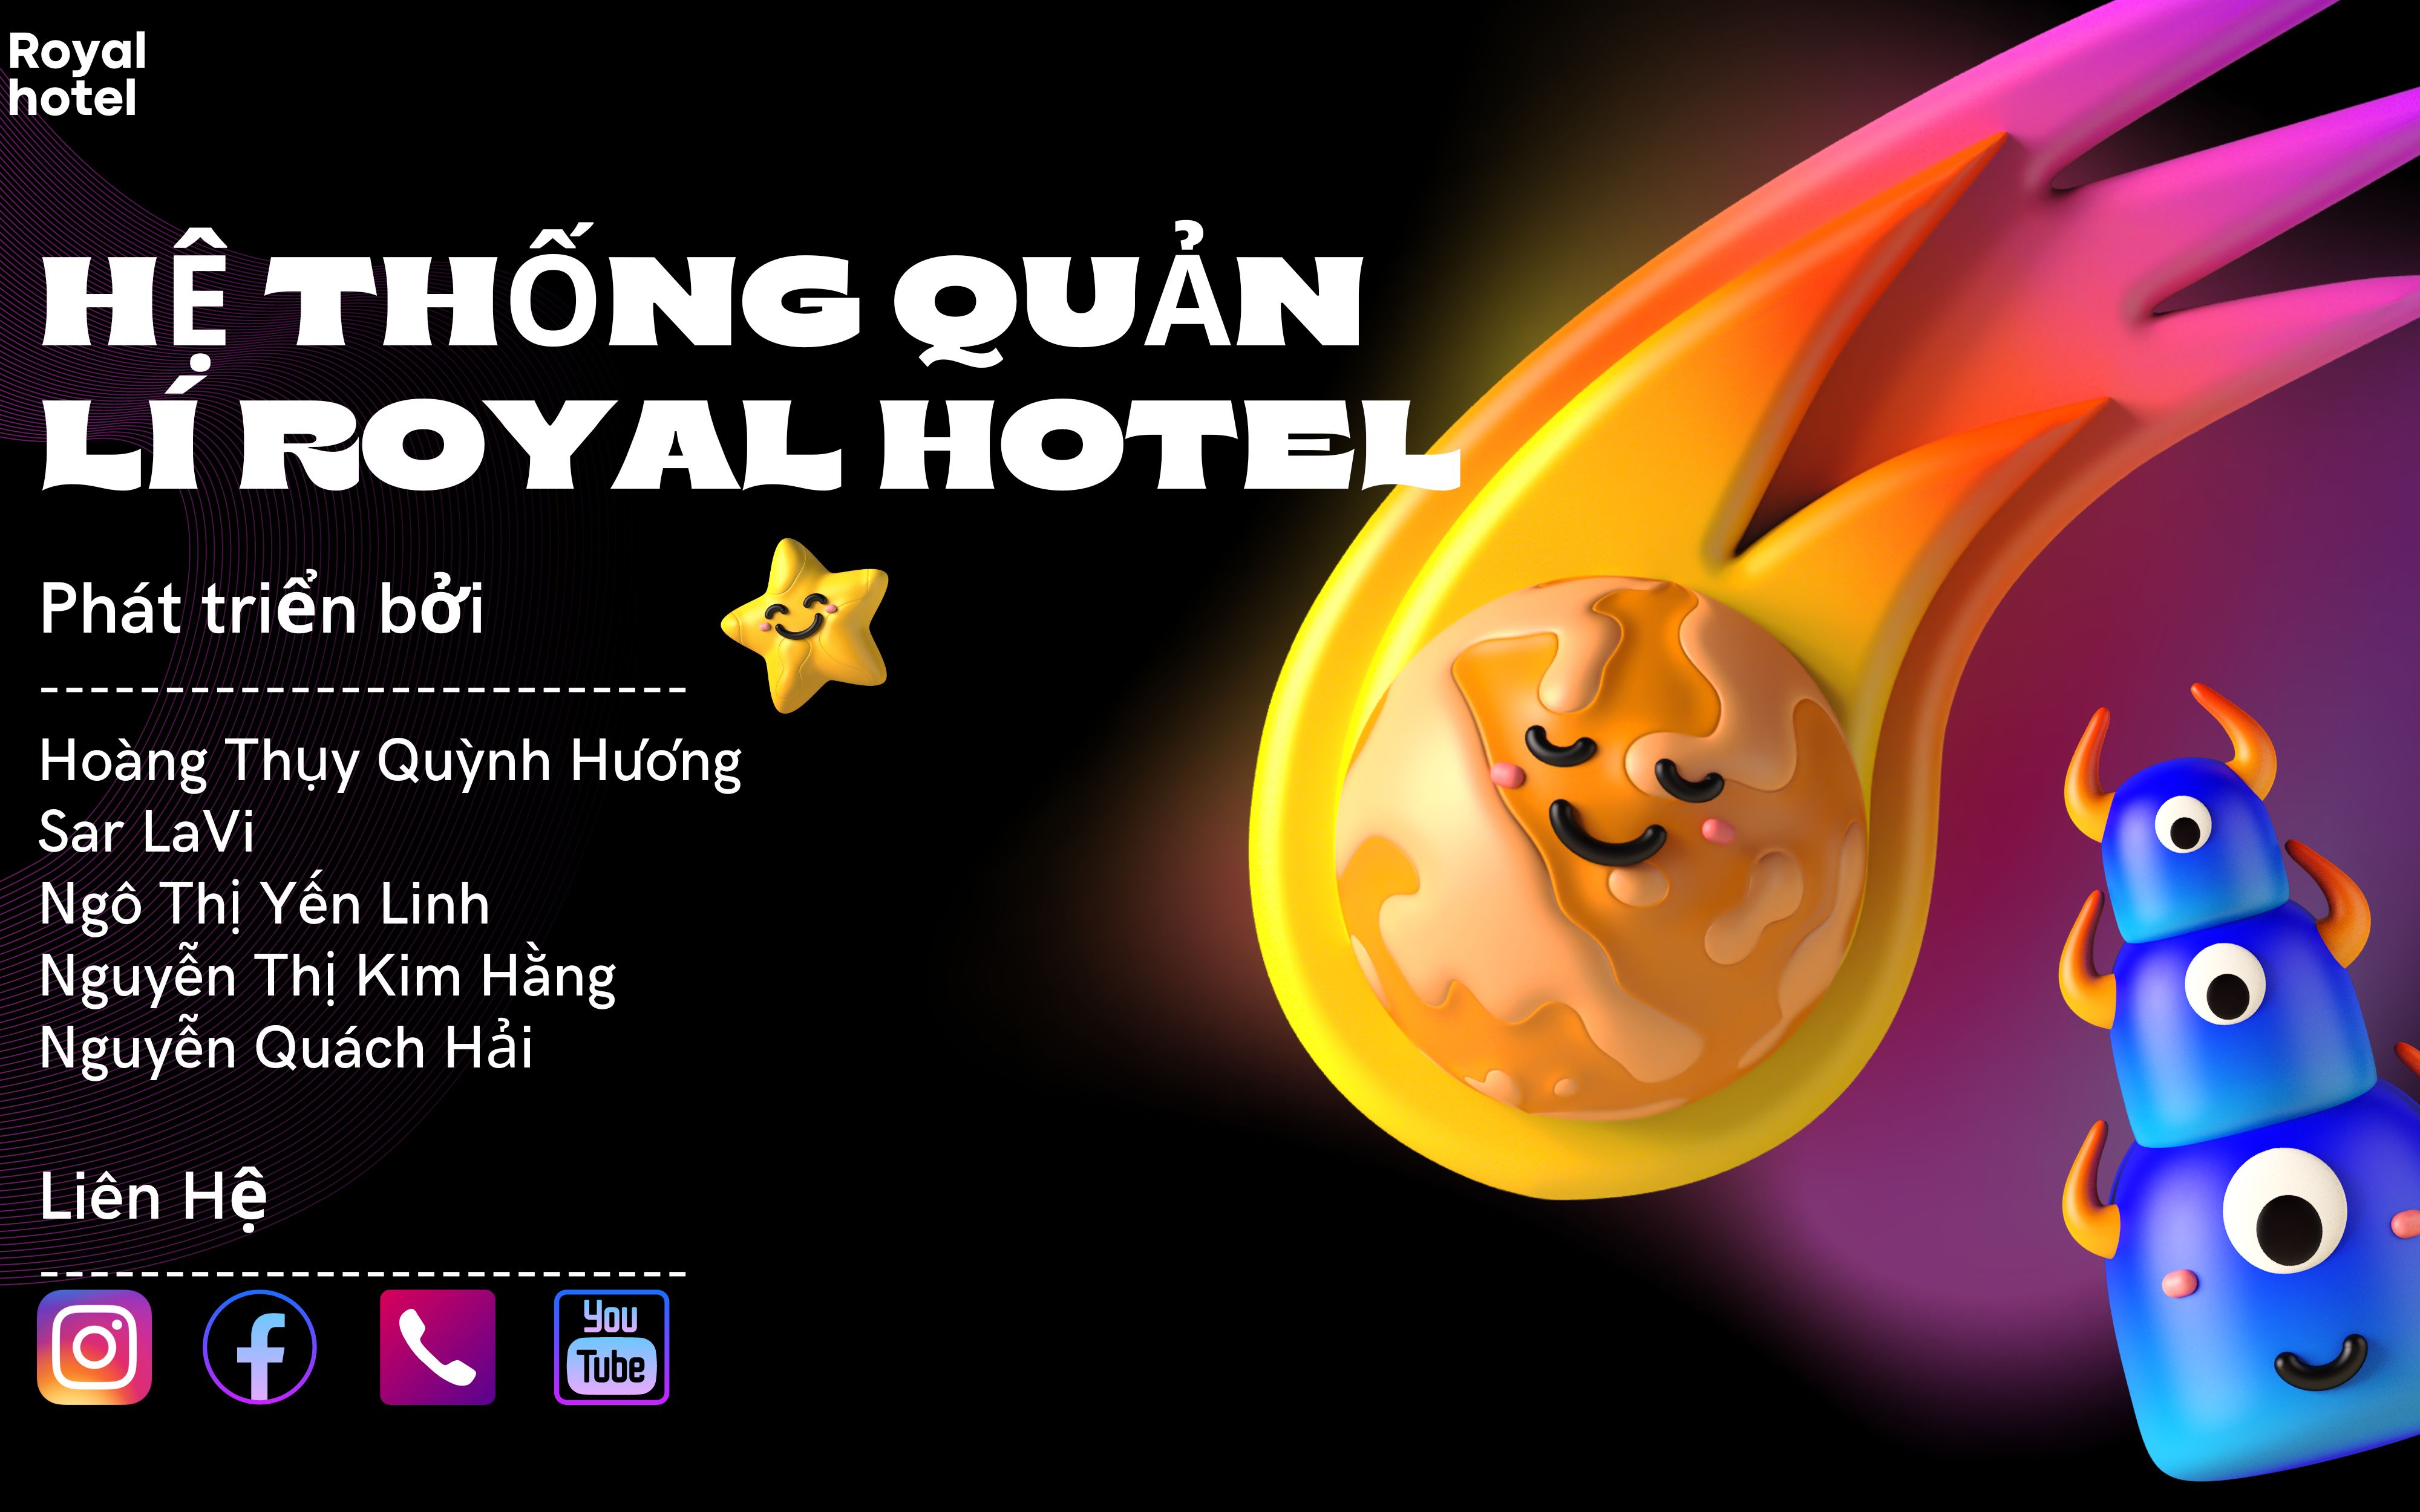 Royal
hotel
HỆ THỐNG QUẢN
LÍ ROYAL HOTEL
Phát triển bởi
---------------------------
Hoàng Thụy Quỳnh Hướng
Sar LaVi
Ngô Thị Yến Linh
Nguyễn Thị Kim Hằng
Nguyễn Quách Hải
Liên Hệ
---------------------------
You
Tube